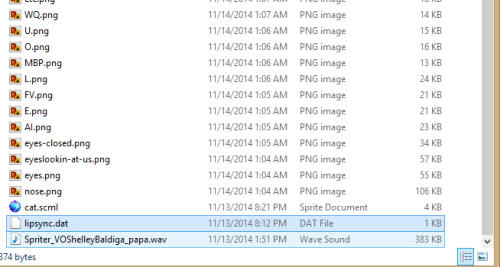 WQ.png 11/14/2014 1:07 AM PNG image 14 KB
U.png 11/14/2014 1:06 AM PNG image 15 KB
O.png 11/14/2014 1:06 AM PNG image 16 KB
MBP.png 11/14/2014 1:06 AM PNG image 13 KB
L.png 11/14/2014 1:06 AM PNG image 24 KB
FV.png 11/14/2014 1:05 AM PNG image 21 KB
E.png 11/14/2014 1:05 AM PNG image 21 KB
AI.png 11/14/2014 1:05 AM PNG image 23 KB
eyes-closed.png 11/14/2014 1:05 AM PNG image 34 KB
eyeslookin-at-us.png 11/14/2014 1:04 AM PNG image 57 KB
eyes.png 11/14/2014 1:04 AM PNG image 55 KB
nose.png 11/14/2014 1:04 AM PNG image 106 KB
cat.scml 11/13/2014 8:21 PM Sprite Document 4 KB
lipsync.dat 11/13/2014 8:12 PM DAT File 1 KB
Spriter_VOShelleyBaldiga_papa.wav 11/13/2014 1:51 PM Wave Sound 383 KB
374 bytes